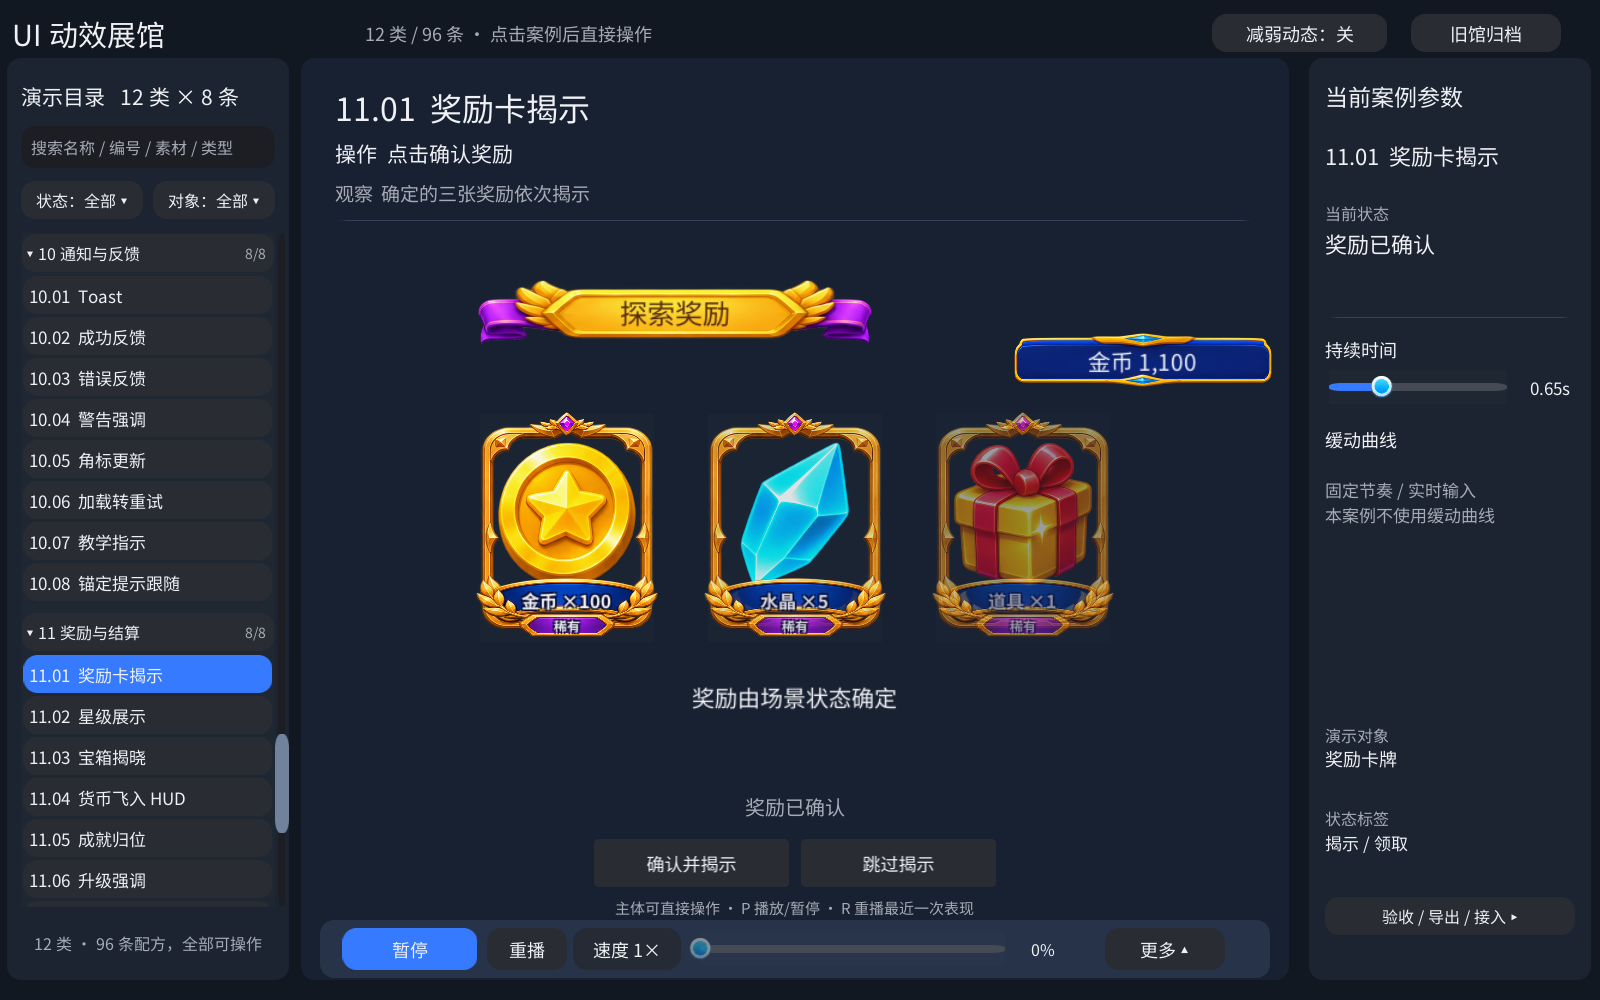 UI 动效展馆
12 类 / 96 条 • 点击案例后直接操作
减弱动态：关
旧馆归档
演示目录 12 类 × 8 条
搜索名称 / 编号 / 素材 / 类型
状态：全部 ▾
对象：全部 ▾
▾ 10 通知与反馈 8/8
10.01 Toast
10.02 成功反馈
10.03 错误反馈
10.04 警告强调
10.05 角标更新
10.06 加载转重试
10.07 教学指示
10.08 锚定提示跟随
▾ 11 奖励与结算 8/8
11.01 奖励卡揭示
11.02 星级展示
11.03 宝箱揭晓
11.04 货币飞入 HUD
11.05 成就归位
11.06 升级强调
12 类 • 96 条配方，全部可操作
11.01 奖励卡揭示
操作 点击确认奖励
观察 确定的三张奖励依次揭示
探索奖励
金币 1,100
金币 ×100
稀有
水晶 ×5
稀有
道具 ×1
稀有
奖励由场景状态确定
奖励已确认
确认并揭示
跳过揭示
主体可直接操作 • P 播放/暂停 • R 重播最近一次表现
暂停
重播
速度 1×
0%
更多 ▴
当前案例参数
11.01 奖励卡揭示
当前状态
奖励已确认
持续时间
0.65s
缓动曲线
固定节奏 / 实时输入
本案例不使用缓动曲线
演示对象
奖励卡牌
状态标签
揭示 / 领取
验收 / 导出 / 接入 ▸